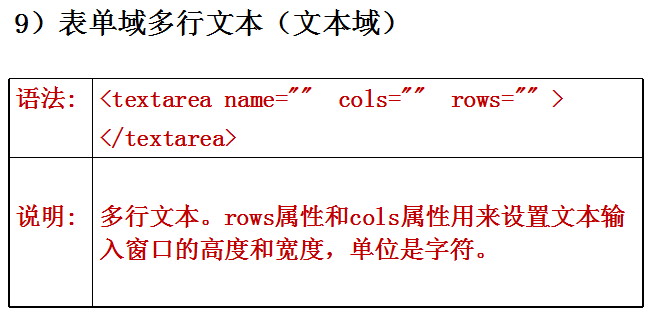 9）表单域多行文本（文本域）
语法: <textarea name=""  cols=""  rows="" >
</textarea>
说明: 多行文本。rows属性和cols属性用来设置文本输
入窗口的高度和宽度，单位是字符。